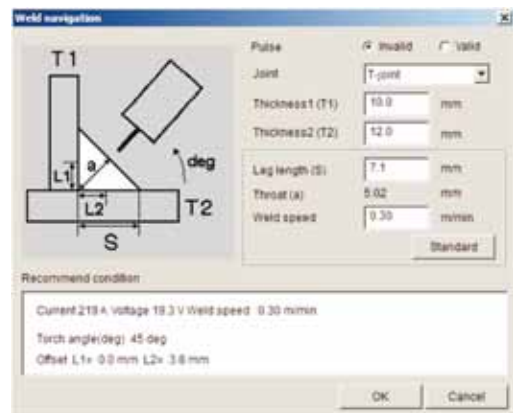 Weld navigation
T1
a
deg
L1
L2
T2
S
Pulse Invalid Valid
Joint T-joint
Thickness1 (T1) 10.0 mm
Thickness2 (T2) 12.0 mm
Leg length (S) 7.1 mm
Throat (a) 5.02 mm
Weld speed 0.30 m/min
Standard
Recommend condition
Current 219 A Voltage 19.3 V Weld speed 0.30 m/min
Torch angle(deg) 45 deg
Offset L1= 0.0 mm L2= 3.6 mm
OK Cancel